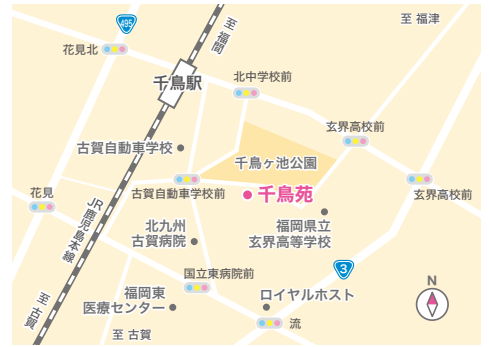 495
至 福間
至 福津
花見北
千鳥駅
北中学校前
玄界高校前
古賀自動車学校
千鳥ヶ池公園
花見
古賀自動車学校前
千鳥苑
玄界高校前
JR鹿児島本線
北九州
古賀病院
福岡県立
玄界高等学校
国立東病院前
3
N
至 古賀
福岡東
医療センター
ロイヤルホスト
流
至 古賀